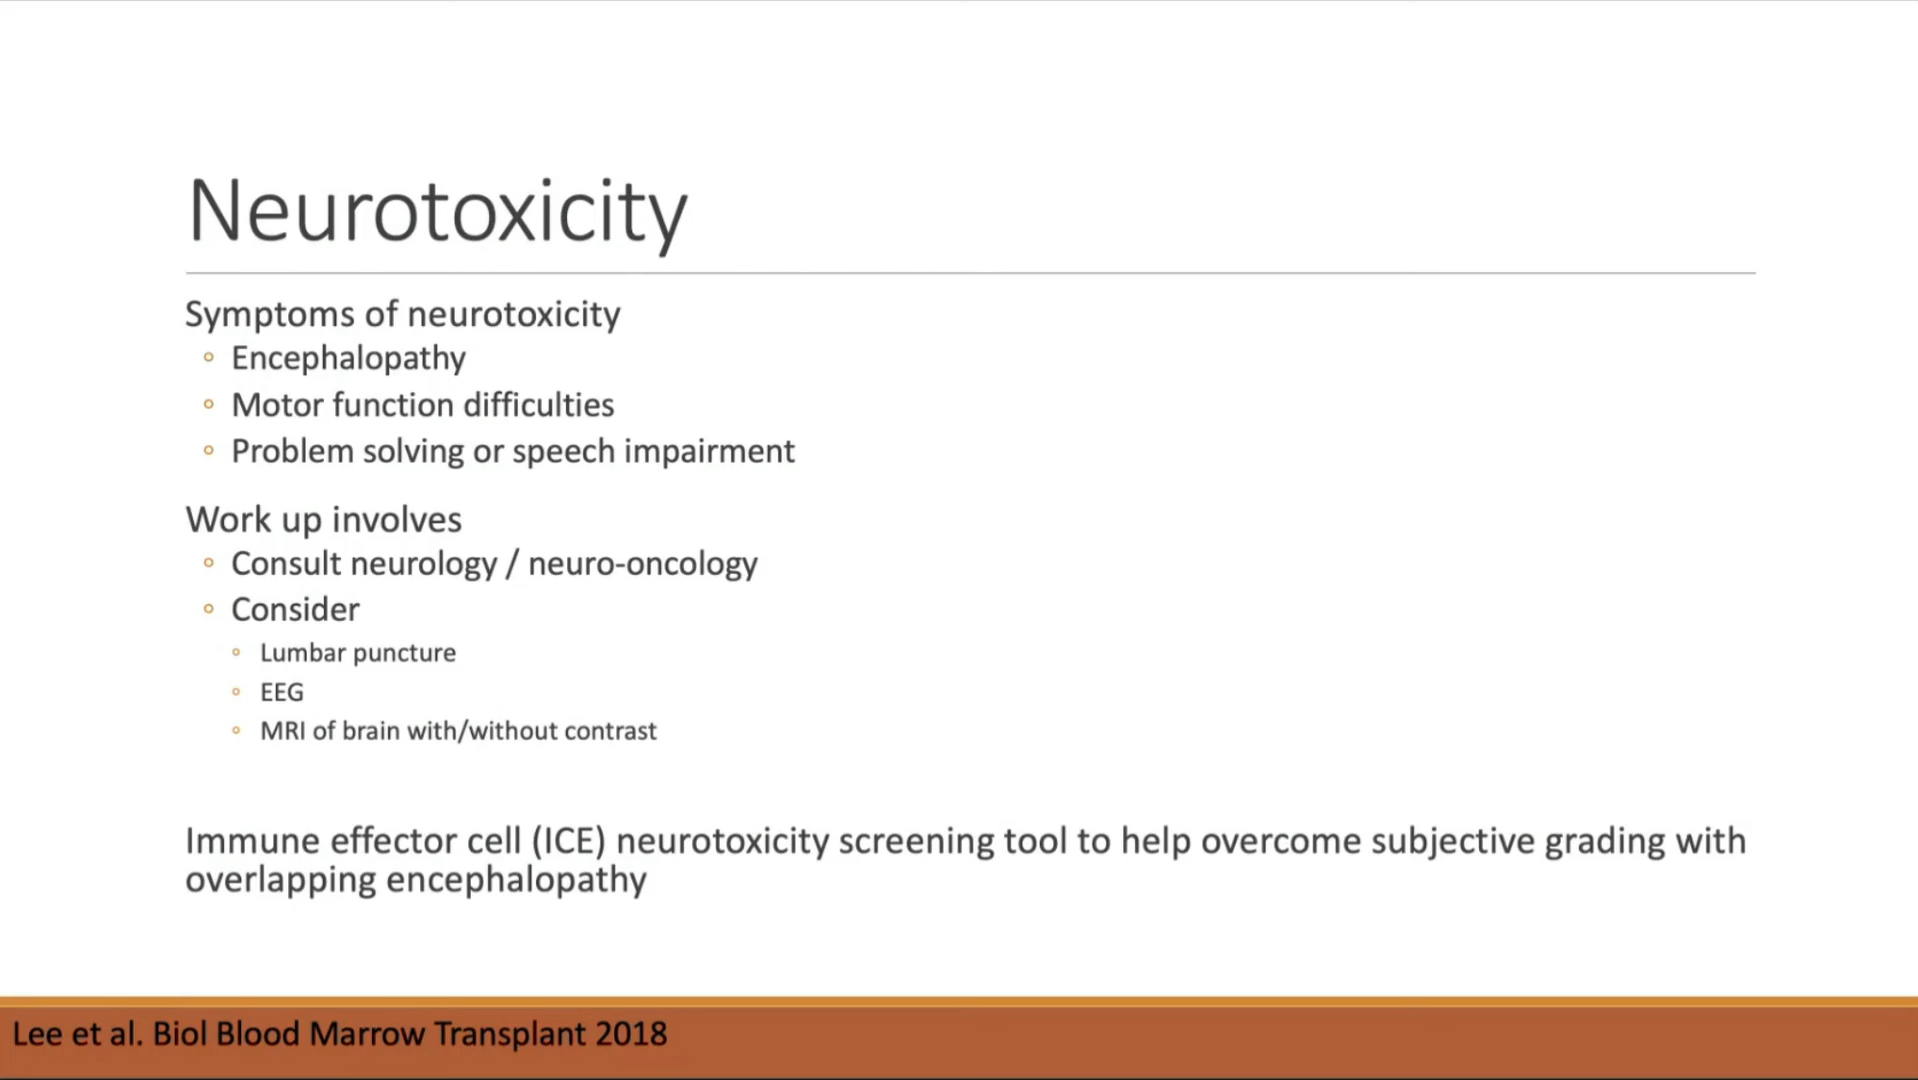 Neurotoxicity
Symptoms of neurotoxicity
◦ Encephalopathy
◦ Motor function difficulties
◦ Problem solving or speech impairment
Work up involves
◦ Consult neurology / neuro-oncology
◦ Consider
◦ Lumbar puncture
◦ EEG
◦ MRI of brain with/without contrast
Immune effector cell (ICE) neurotoxicity screening tool to help overcome subjective grading with
overlapping encephalopathy
Lee et al. Biol Blood Marrow Transplant 2018